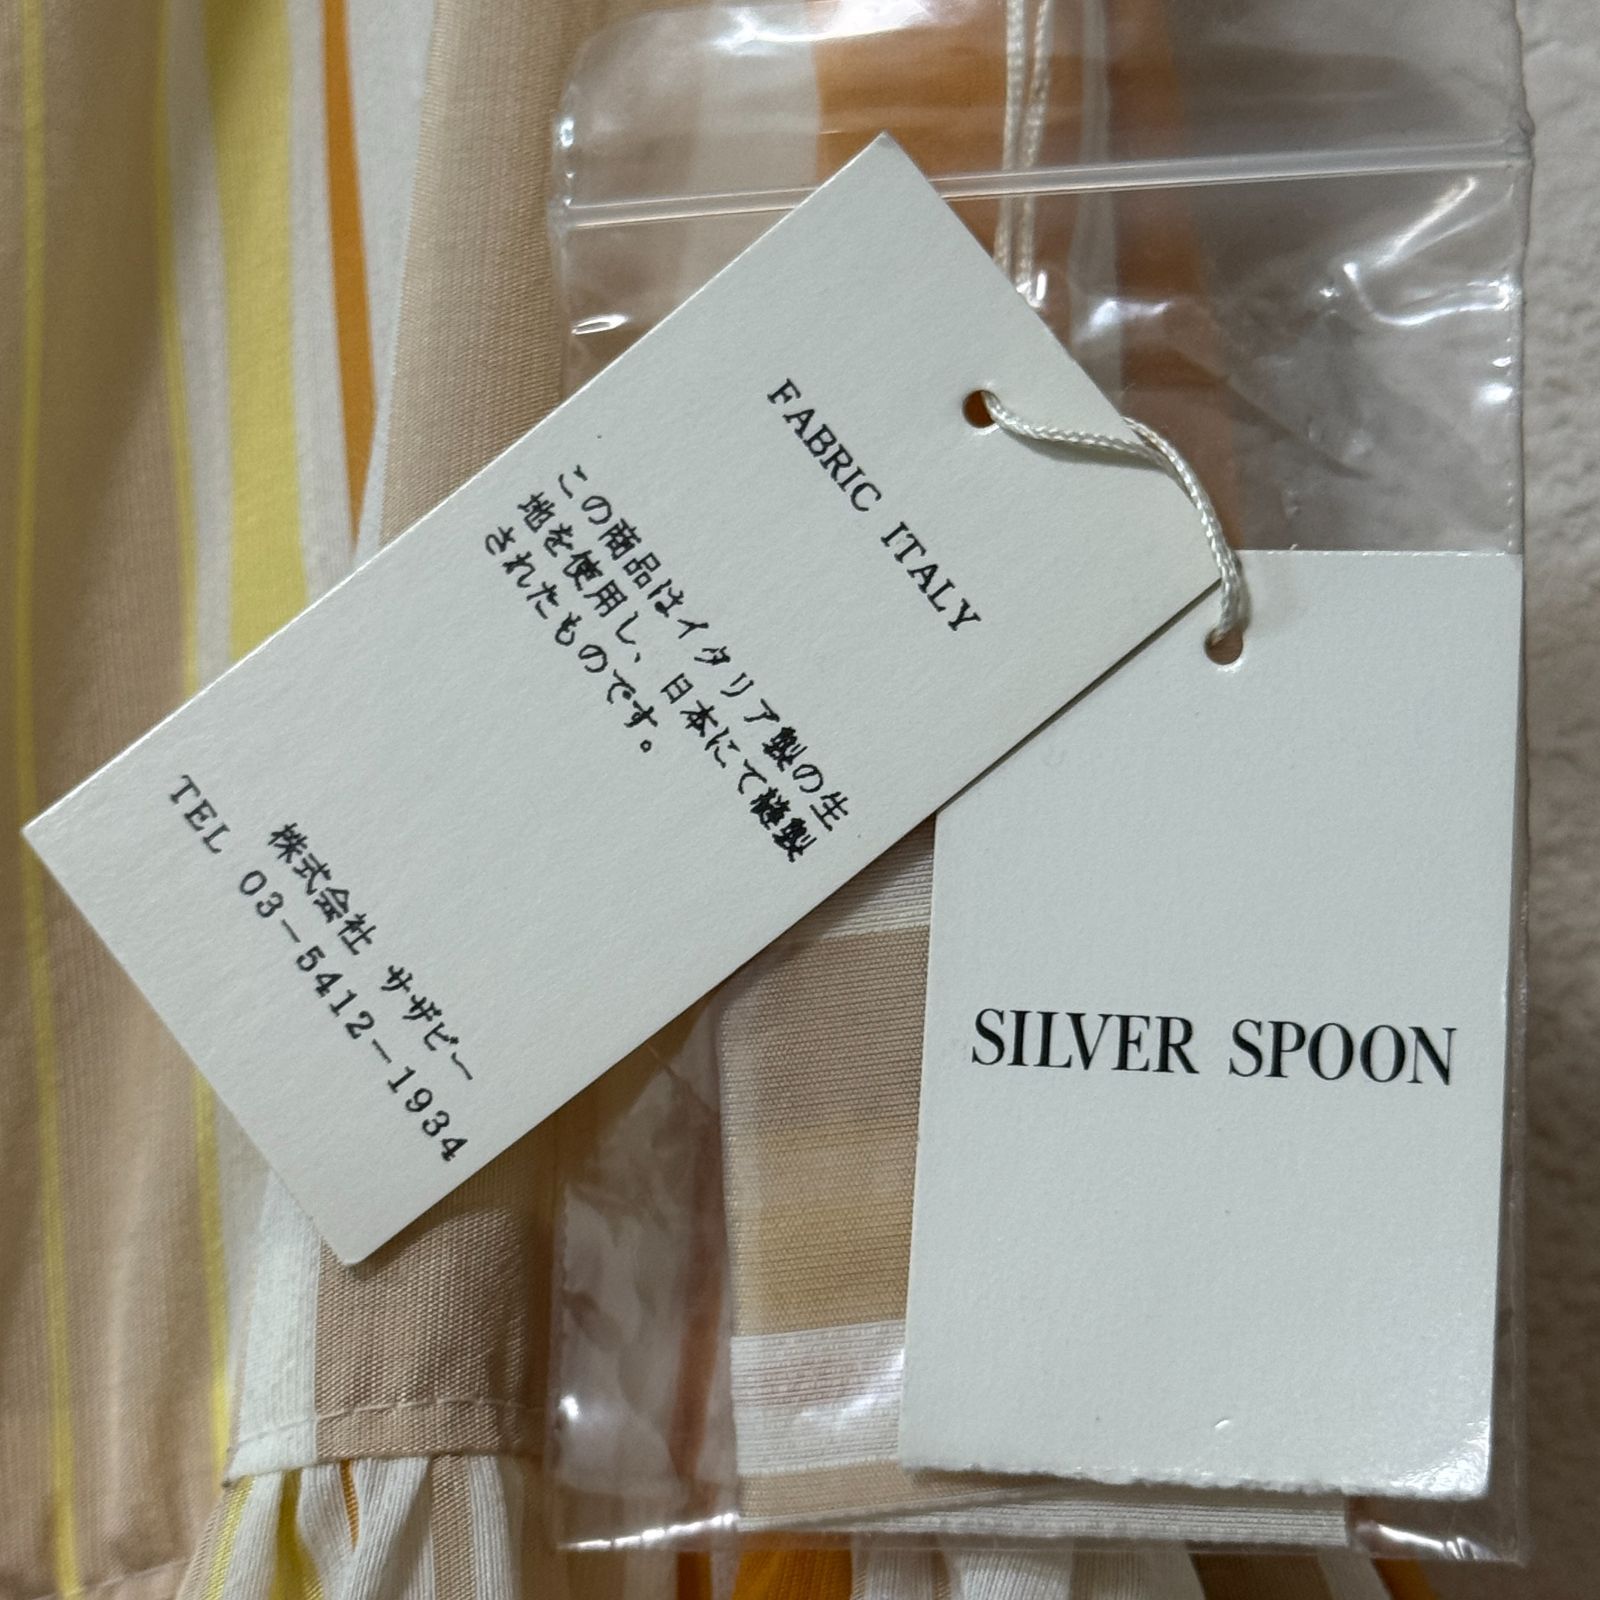 FABRIC ITALY
この商品はイタリア製の生
地を使用し、日本にて縫製
されたものです。
株式会社 サザビー
TEL 03-5412-1934
SILVER SPOON